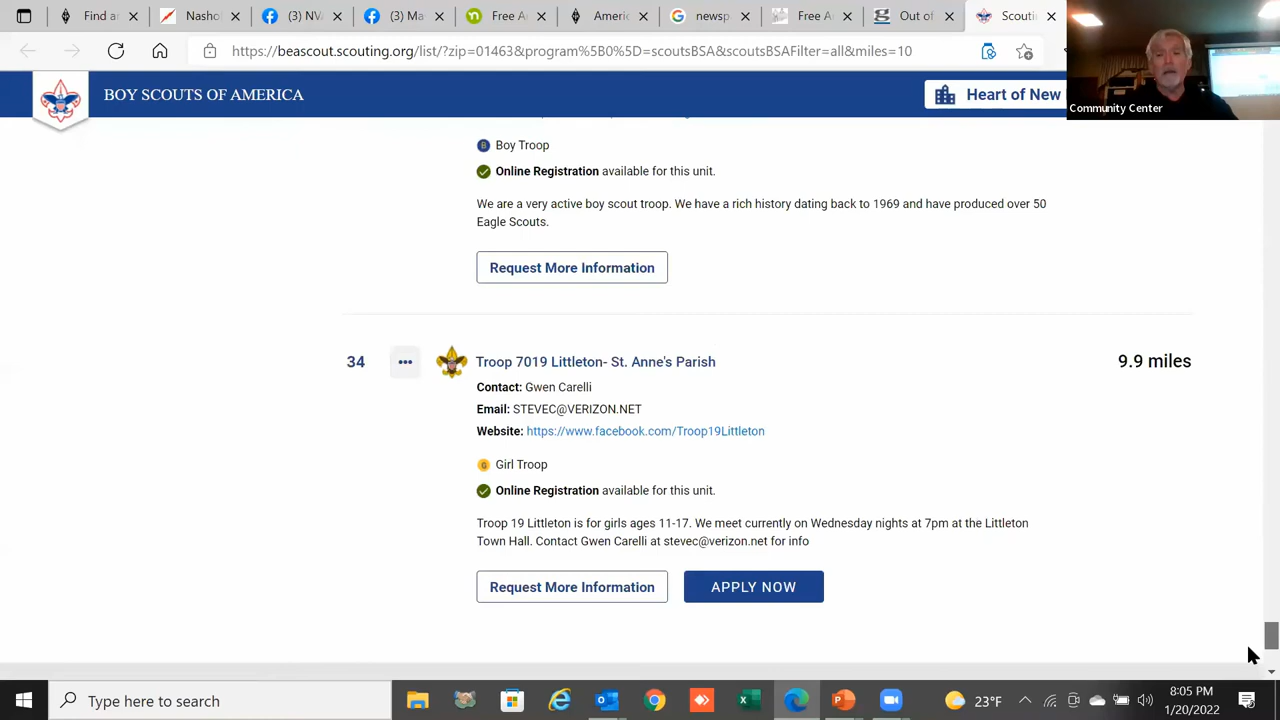 Find a
Nasho
(3) NV
(3) Ma
Free A
Americ
newsp
Free A
Out of
Scoutin
https://beascout.scouting.org/list/?zip=01463&program%5B0%5D=scoutsBSA&scoutsBSAFilter=all&miles=10
Community Center
BOY SCOUTS OF AMERICA
Heart of New
Boy Troop
Online Registration available for this unit.
We are a very active boy scout troop. We have a rich history dating back to 1969 and have produced over 50
Eagle Scouts.
Request More Information
34
Troop 7019 Littleton- St. Anne's Parish
9.9 miles
Contact: Gwen Carelli
Email: STEVEC@VERIZON.NET
Website: https://www.facebook.com/Troop19Littleton
G Girl Troop
Online Registration available for this unit.
Troop 19 Littleton is for girls ages 11-17. We meet currently on Wednesday nights at 7pm at the Littleton
Town Hall. Contact Gwen Carelli at stevec@verizon.net for info
Request More Information
APPLY NOW
Type here to search
23°F
8:05 PM
1/20/2022